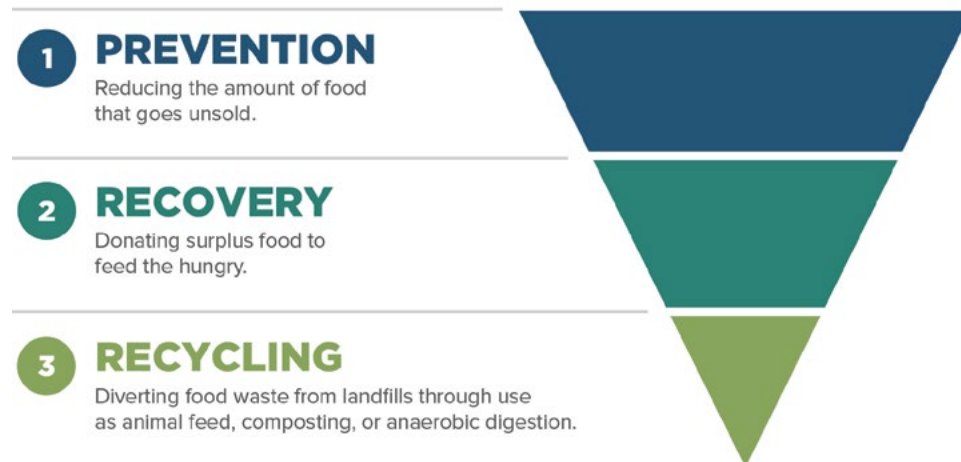 1 PREVENTION
Reducing the amount of food
that goes unsold.
2 RECOVERY
Donating surplus food to
feed the hungry.
3 RECYCLING
Diverting food waste from landfills through use
as animal feed, composting, or anaerobic digestion.